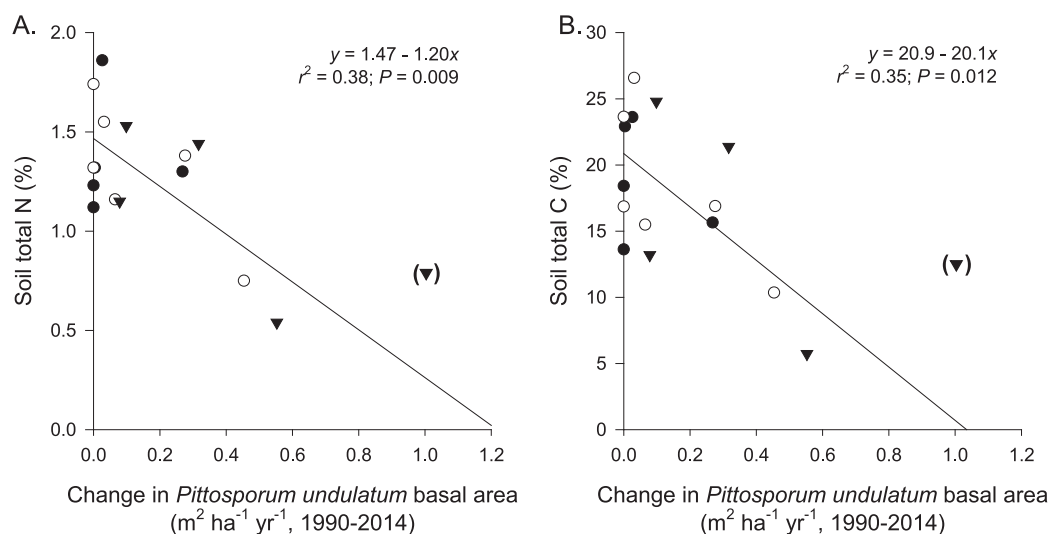 A.
y = 1.47 - 1.20x
r² = 0.38; P = 0.009
Soil total N (%)
2.0
1.5
1.0
0.5
0.0
( )
0.0 0.2 0.4 0.6 0.8 1.0 1.2
Change in Pittosporum undulatum basal area
(m² ha⁻¹ yr⁻¹, 1990-2014)
B.
y = 20.9 - 20.1x
r² = 0.35; P = 0.012
Soil total C (%)
30
25
20
15
10
5
0
( )
0.0 0.2 0.4 0.6 0.8 1.0 1.2
Change in Pittosporum undulatum basal area
(m² ha⁻¹ yr⁻¹, 1990-2014)